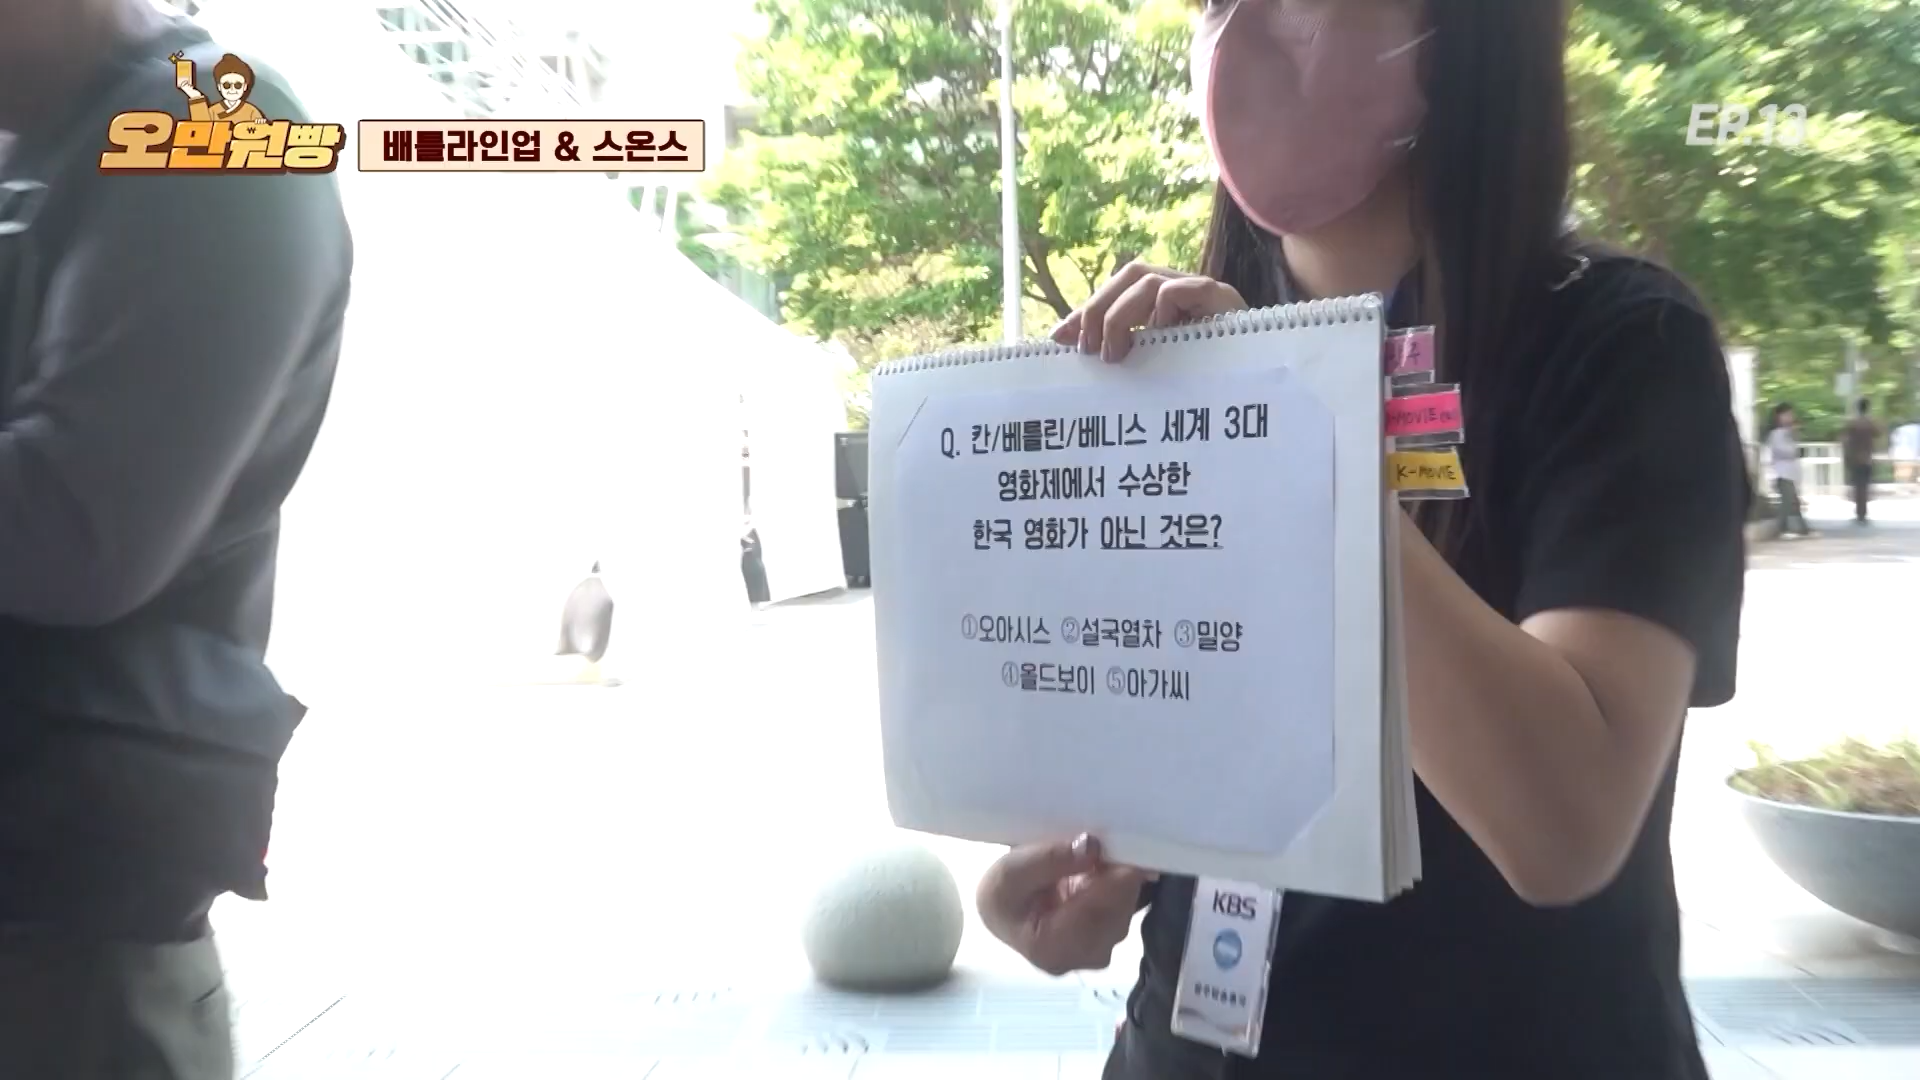 오만원빵
배틀라인업 & 스온스
EP.13
Q. 칸/베를린/베니스 세계 3대
영화제에서 수상한
한국 영화가 아닌 것은?
①오아시스 ②설국열차 ③밀양
④올드보이 ⑤아가씨
K-MOVIE
KBS